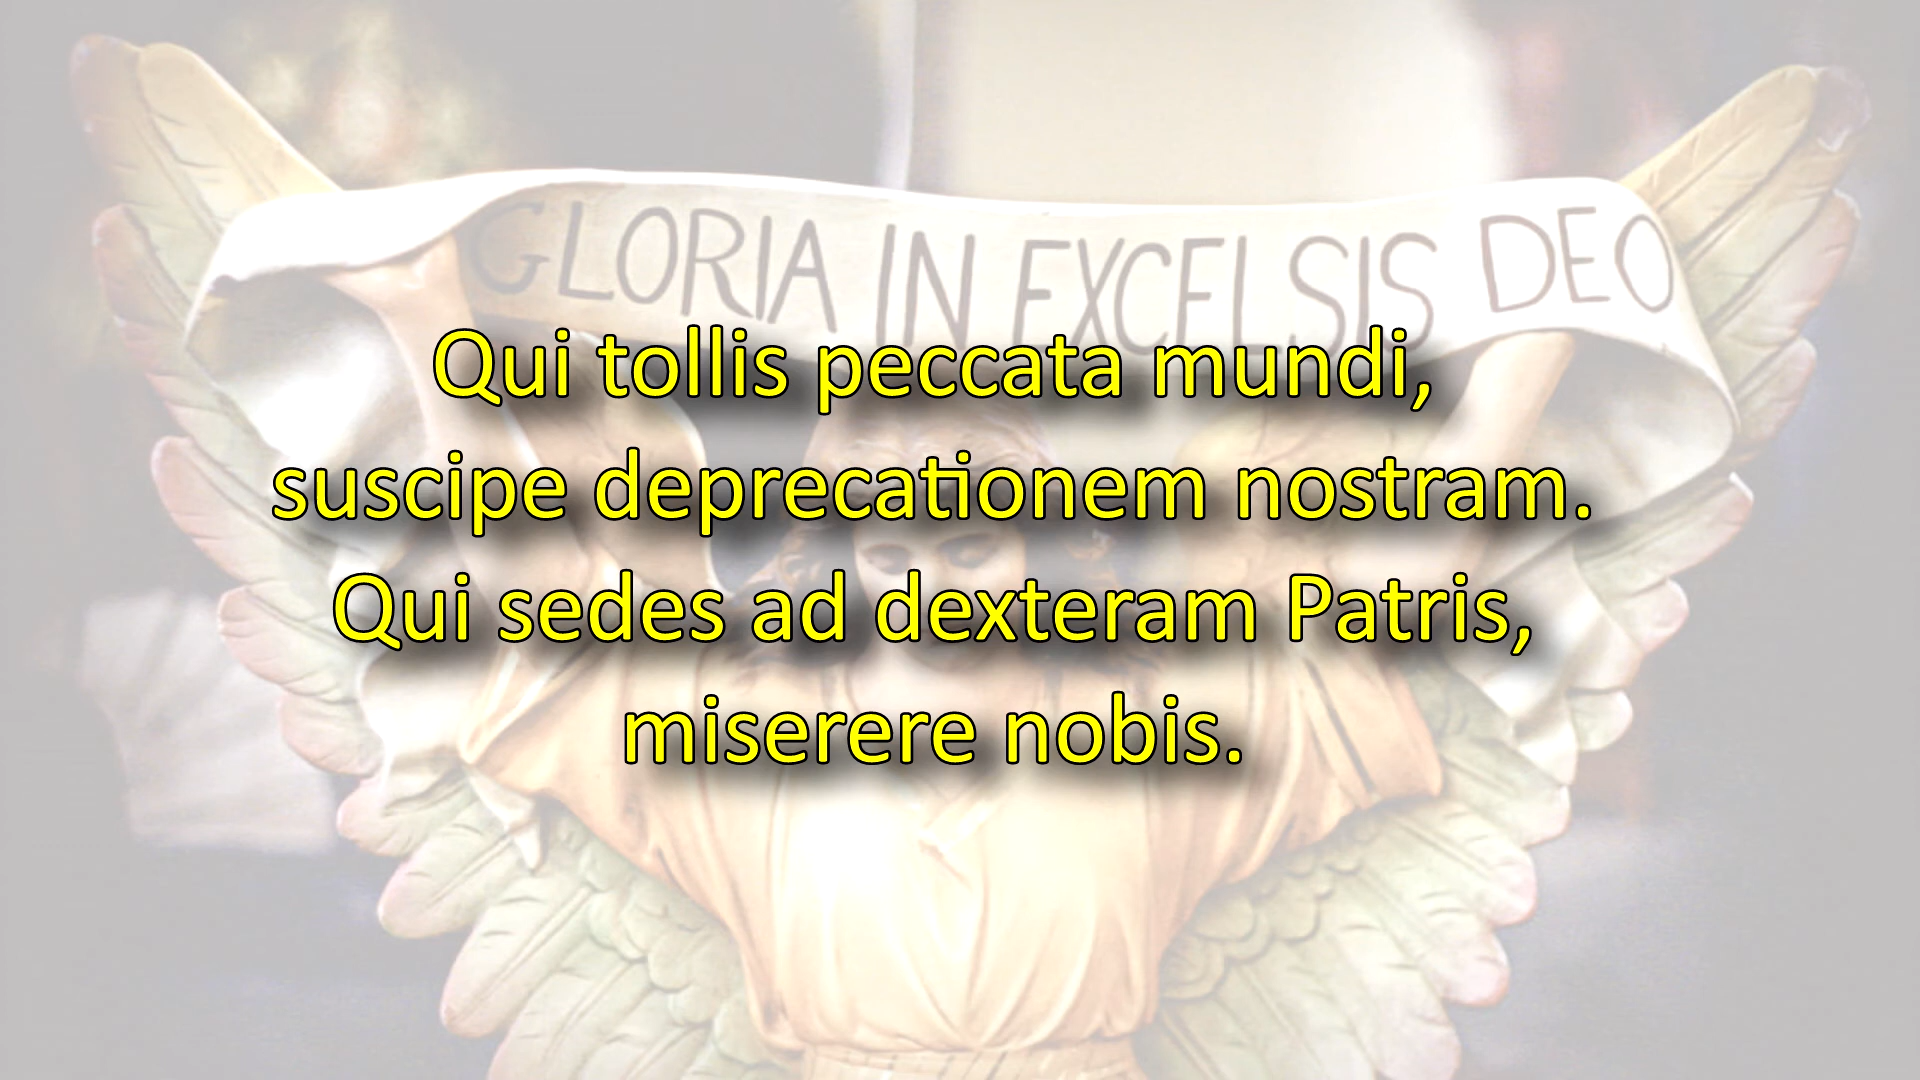 GLORIA IN EXCELSIS DEO
Qui tollis peccata mundi,
suscipe deprecationem nostram.
Qui sedes ad dexteram Patris,
miserere nobis.